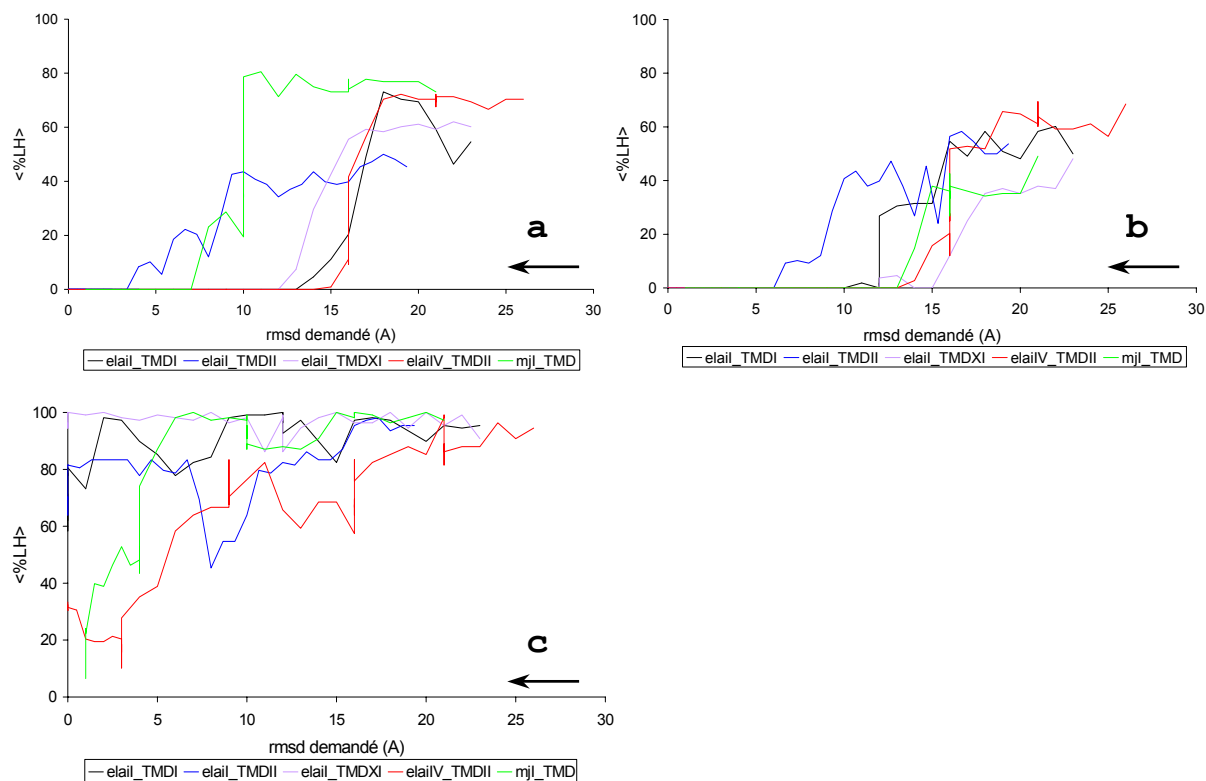 100
80
60
40
20
0
<%LH>
a
0 5 10 15 20 25 30
rmsd demandé (A)
elaiI_TMDI elaiI_TMDII elaiI_TMDXI elaiIV_TMDII mjI_TMD
100
80
60
40
20
0
<%LH>
b
0 5 10 15 20 25 30
rmsd demandé (A)
elaiI_TMDI elaiI_TMDII elaiI_TMDXI elaiIV_TMDII mjI_TMD
100
80
60
40
20
0
<%LH>
c
0 5 10 15 20 25 30
rmsd demandé (A)
elaiI_TMDI elaiI_TMDII elaiI_TMDXI elaiIV_TMDII mjI_TMD